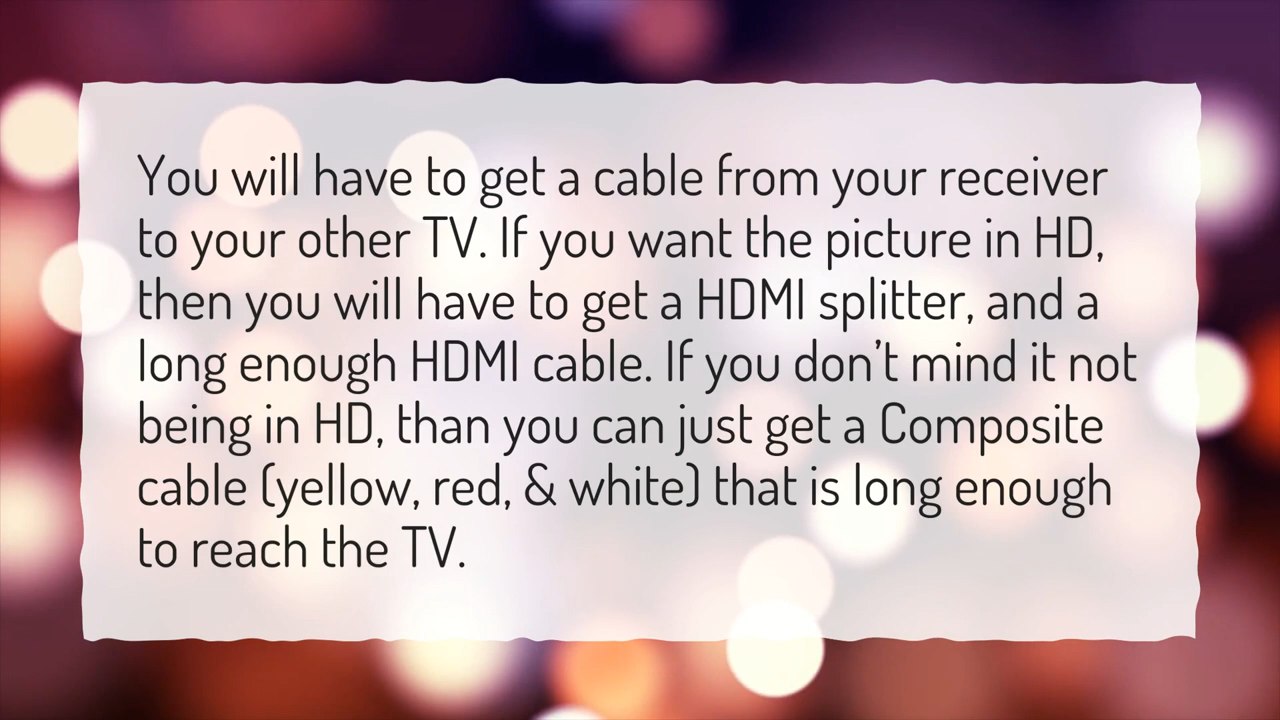 You will have to get a cable from your receiver
to your other TV. If you want the picture in HD,
then you will have to get a HDMI splitter, and a
long enough HDMI cable. If you don’t mind it not
being in HD, than you can just get a Composite
cable (yellow, red, & white) that is long enough
to reach the TV.